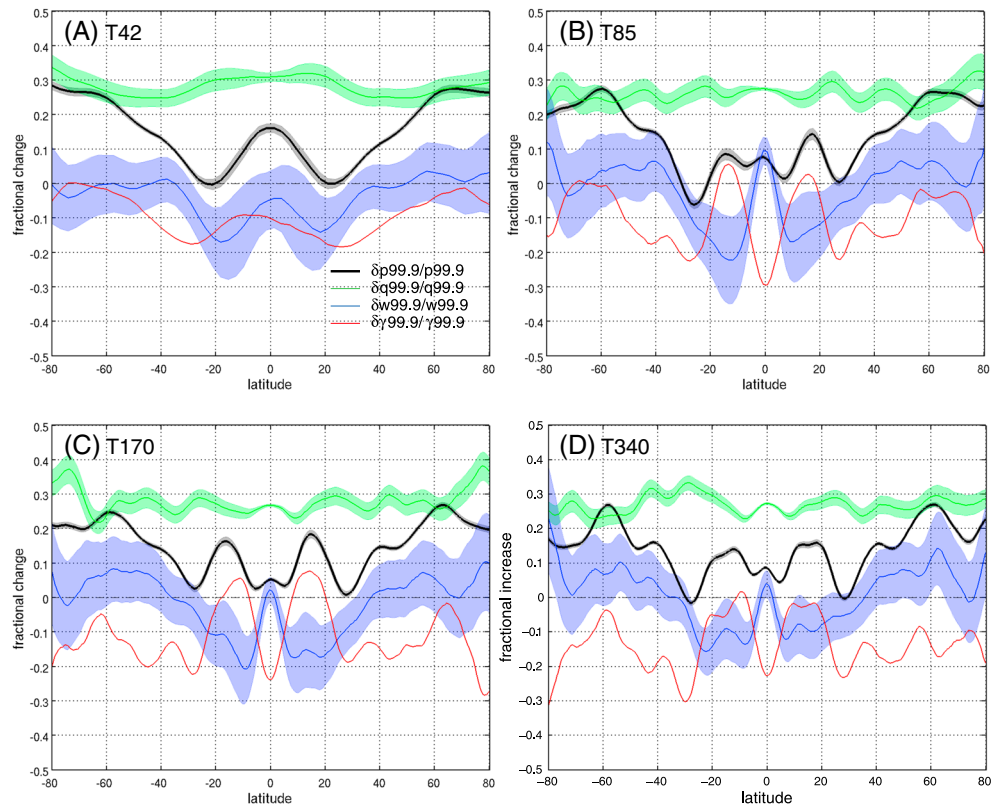 (A) T42
0.5
0.4
0.3
0.2
0.1
0
-0.1
-0.2
-0.3
-0.4
-0.5
fractional change
-80 -60 -40 -20 0 20 40 60 80
latitude
δp99.9/p99.9
δq99.9/q99.9
δw99.9/w99.9
δγ99.9/γ99.9
(B) T85
0.5
0.4
0.3
0.2
0.1
0
-0.1
-0.2
-0.3
-0.4
-0.5
fractional change
-80 -60 -40 -20 0 20 40 60 80
latitude
(C) T170
0.5
0.4
0.3
0.2
0.1
0
-0.1
-0.2
-0.3
-0.4
-0.5
fractional change
-80 -60 -40 -20 0 20 40 60 80
latitude
(D) T340
0.5
0.4
0.3
0.2
0.1
0
−0.1
−0.2
−0.3
−0.4
−0.5
fractional increase
−80 −60 −40 −20 0 20 40 60 80
latitude